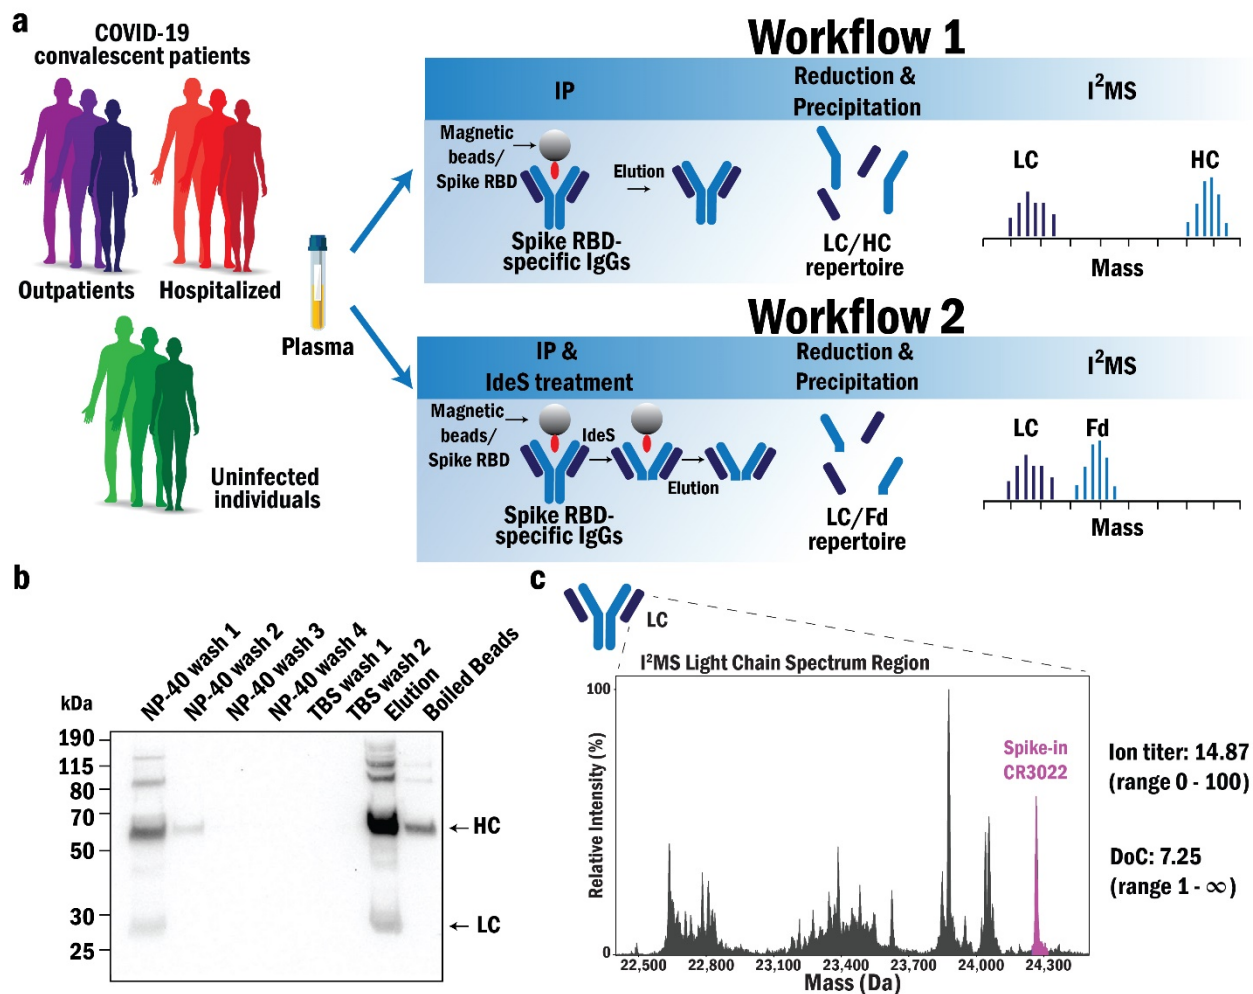 a
COVID-19
convalescent patients
Outpatients
Hospitalized
Uninfected
individuals
Plasma
Workflow 1
IP
Reduction &
Precipitation
I²MS
Magnetic
beads/
Spike RBD
Elution
Spike RBD-
specific IgGs
LC/HC
repertoire
LC
HC
Mass
Workflow 2
IP &
IdeS treatment
Reduction &
Precipitation
I²MS
Magnetic
beads/
Spike RBD
IdeS
Elution
Spike RBD-
specific IgGs
LC/Fd
repertoire
LC
Fd
Mass
b
NP-40 wash 1
NP-40 wash 2
NP-40 wash 3
NP-40 wash 4
TBS wash 1
TBS wash 2
Elution
Boiled Beads
kDa
190
115
80
70
50
30
25
HC
LC
c
LC
I²MS Light Chain Spectrum Region
100
0
Relative Intensity (%)
Spike-in
CR3022
22,500 22,800 23,100 23,400 23,700 24,000 24,300
Mass (Da)
Ion titer: 14.87
(range 0 - 100)
DoC: 7.25
(range 1 - ∞)